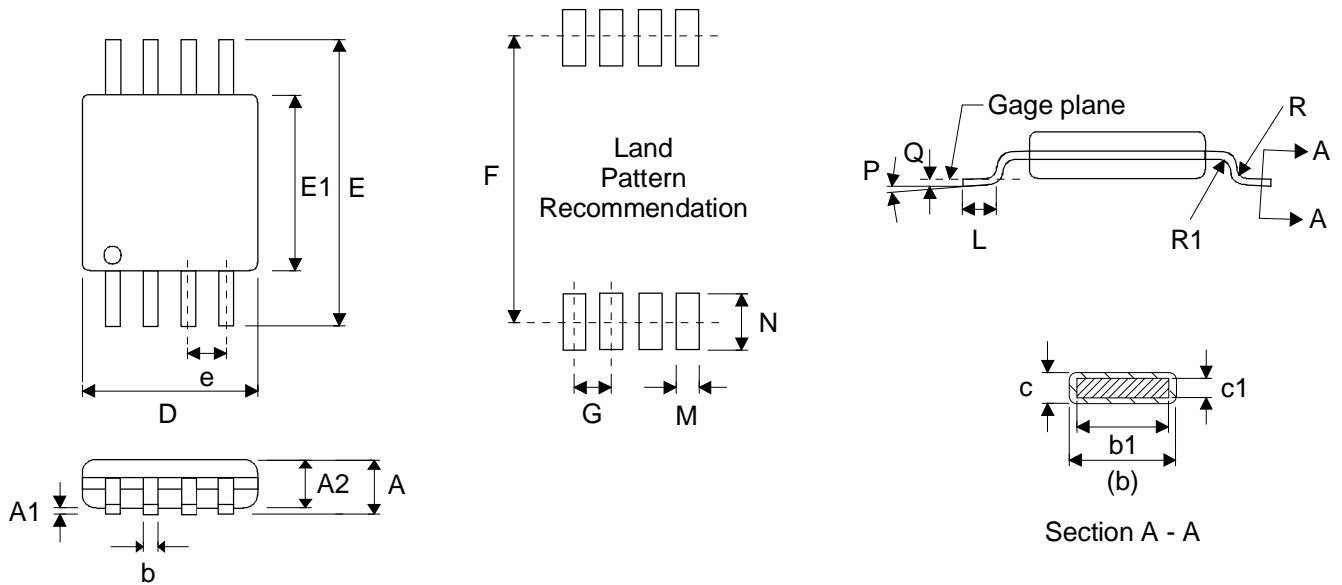 E1
E
e
D
A2
A
A1
b
F
Land
Pattern
Recommendation
N
G
M
Gage plane
R
Q
P
A
L
R1
A
c
c1
b1
(b)
Section A - A